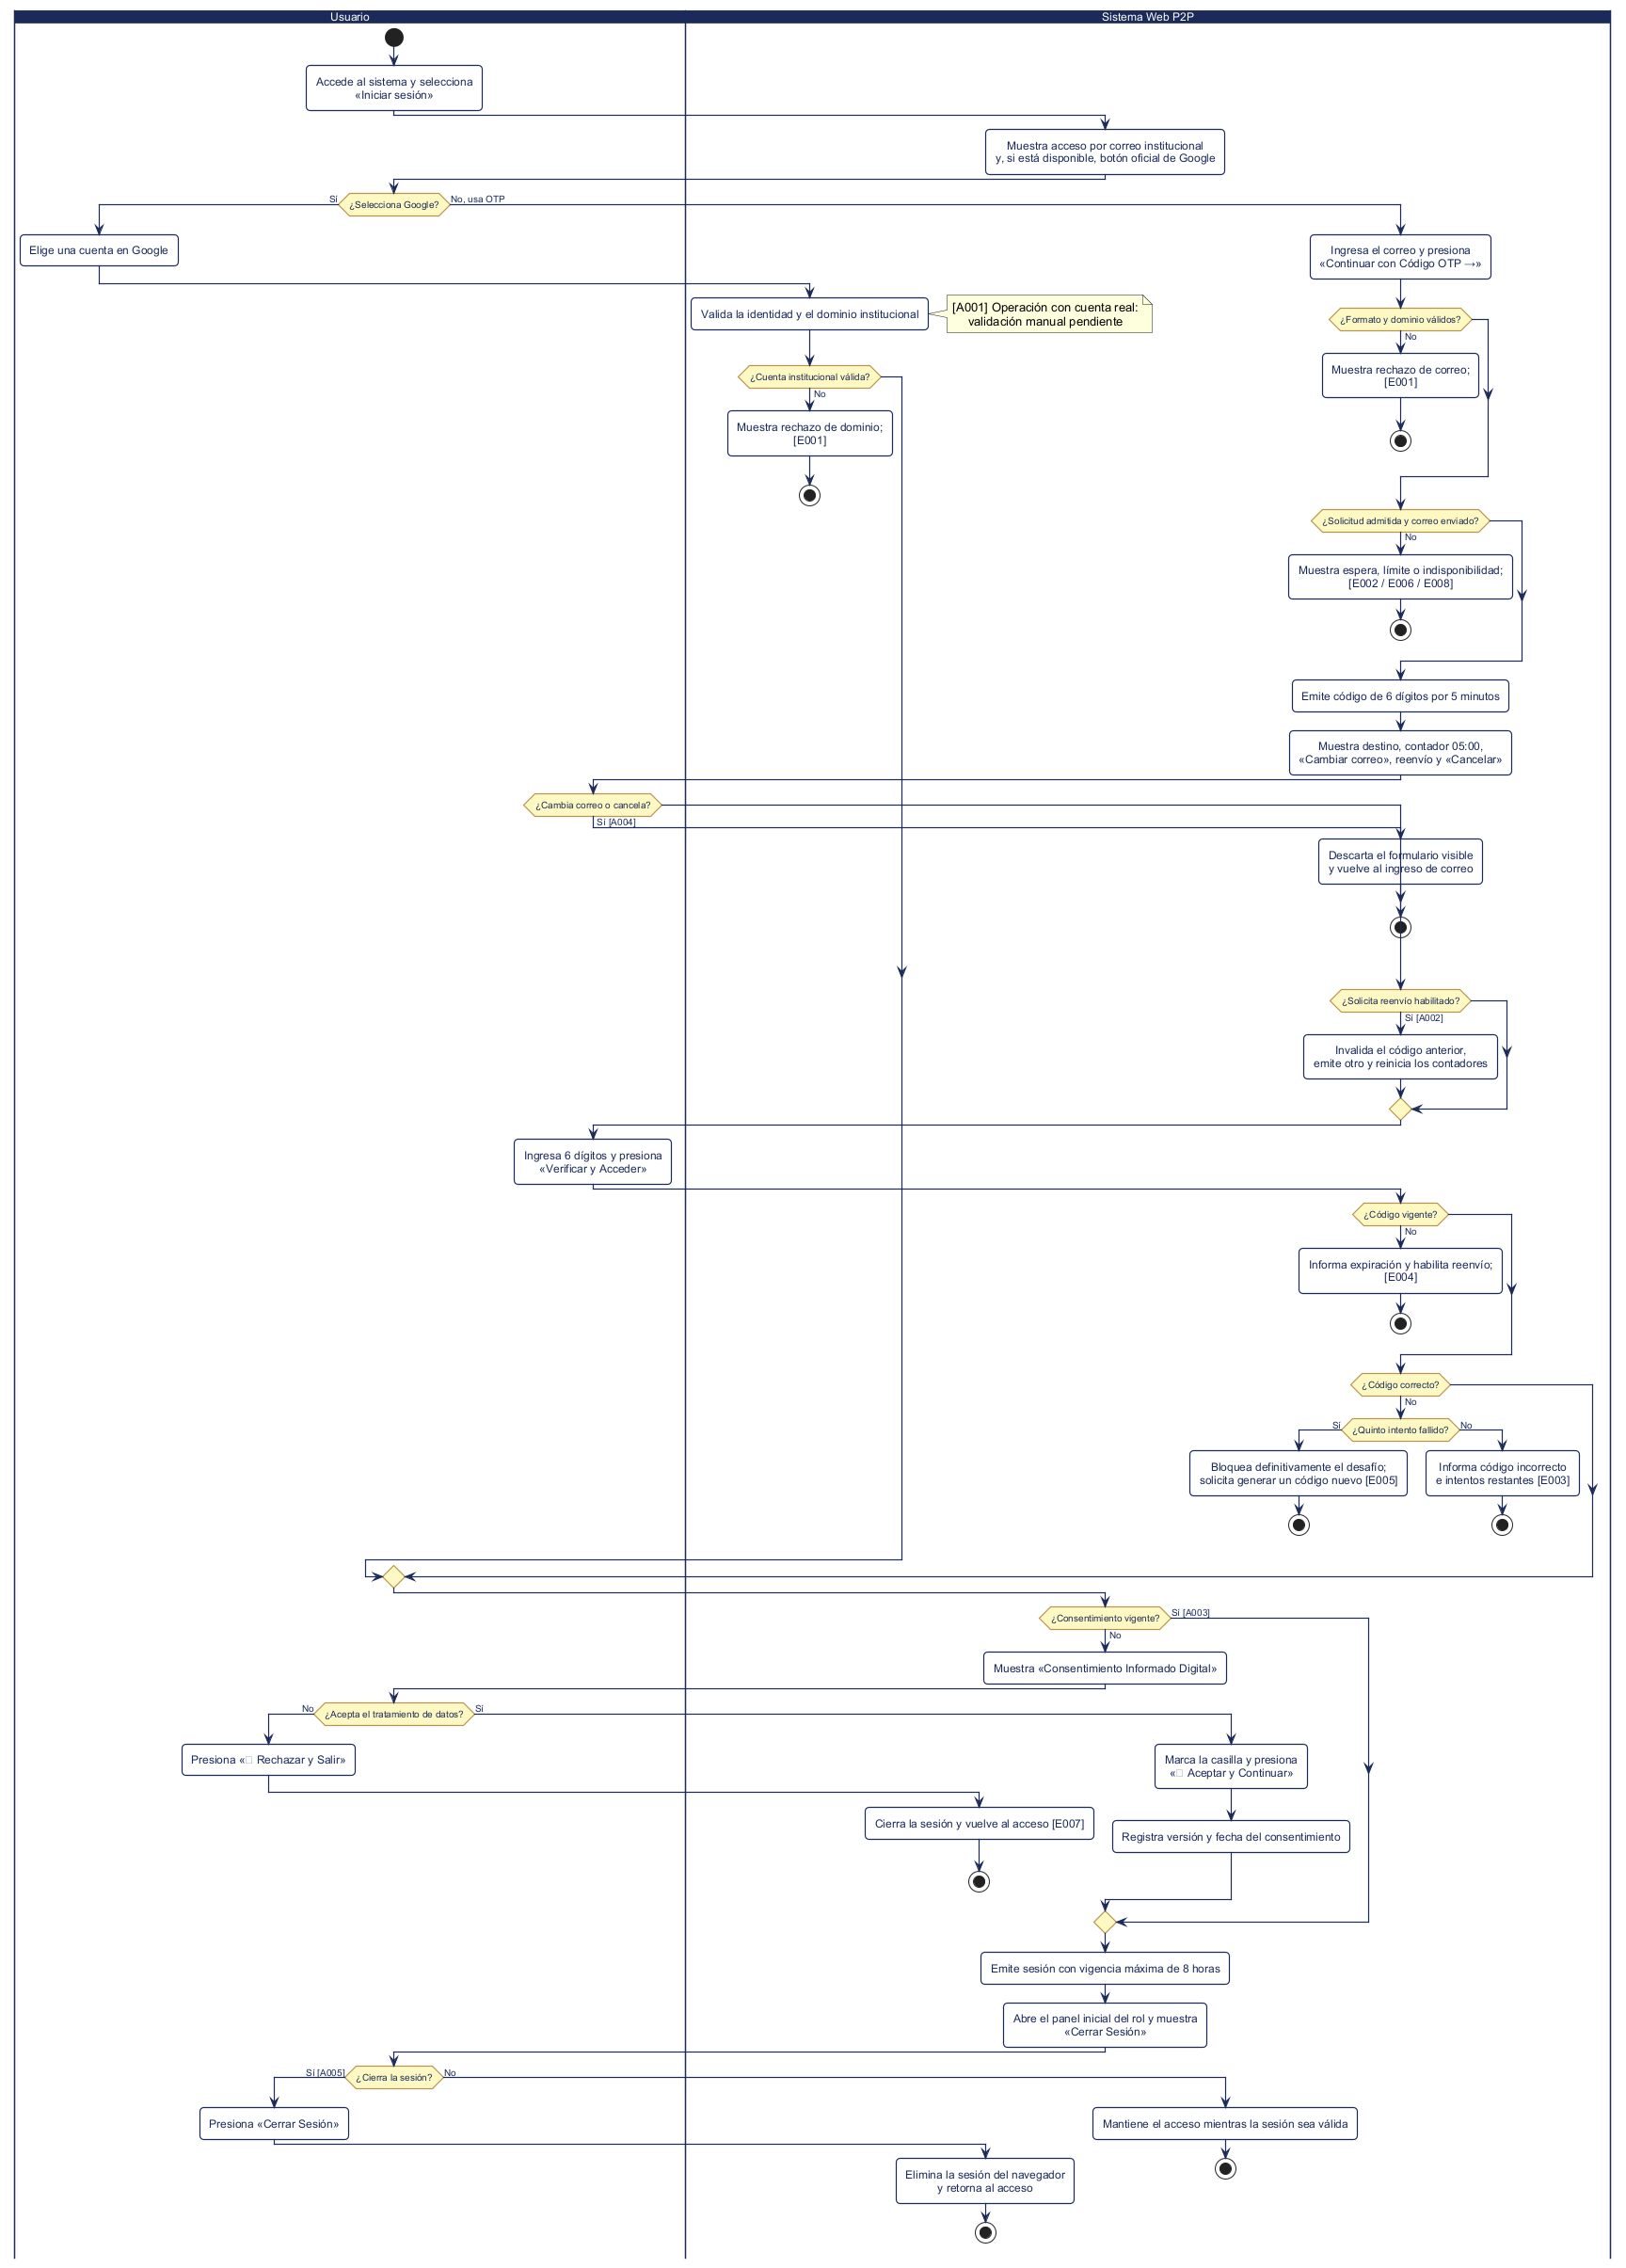 Usuario
Sistema Web P2P
Accede al sistema y selecciona
«Iniciar sesión»
Muestra acceso por correo institucional
y, si está disponible, botón oficial de Google
Sí
¿Selecciona Google?
No, usa OTP
Elige una cuenta en Google
Ingresa el correo y presiona
«Continuar con Código OTP →»
Valida la identidad y el dominio institucional
[A001] Operación con cuenta real:
validación manual pendiente
¿Formato y dominio válidos?
No
Muestra rechazo de correo;
[E001]
¿Cuenta institucional válida?
No
Muestra rechazo de dominio;
[E001]
¿Solicitud admitida y correo enviado?
No
Muestra espera, límite o indisponibilidad;
[E002 / E006 / E008]
Emite código de 6 dígitos por 5 minutos
Muestra destino, contador 05:00,
«Cambiar correo», reenvío y «Cancelar»
¿Cambia correo o cancela?
Sí [A004]
Descarta el formulario visible
y vuelve al ingreso de correo
¿Solicita reenvío habilitado?
Sí [A002]
Invalida el código anterior,
emite otro y reinicia los contadores
Ingresa 6 dígitos y presiona
«Verificar y Acceder»
¿Código vigente?
No
Informa expiración y habilita reenvío;
[E004]
¿Código correcto?
No
Sí
¿Quinto intento fallido?
No
Bloquea definitivamente el desafío;
solicita generar un código nuevo [E005]
Informa código incorrecto
e intentos restantes [E003]
¿Consentimiento vigente?
Sí [A003]
No
Muestra «Consentimiento Informado Digital»
No
¿Acepta el tratamiento de datos?
Sí
Presiona «▯ Rechazar y Salir»
Marca la casilla y presiona
«▯ Aceptar y Continuar»
Cierra la sesión y vuelve al acceso [E007]
Registra versión y fecha del consentimiento
Emite sesión con vigencia máxima de 8 horas
Abre el panel inicial del rol y muestra
«Cerrar Sesión»
Sí [A005]
¿Cierra la sesión?
No
Presiona «Cerrar Sesión»
Mantiene el acceso mientras la sesión sea válida
Elimina la sesión del navegador
y retorna al acceso